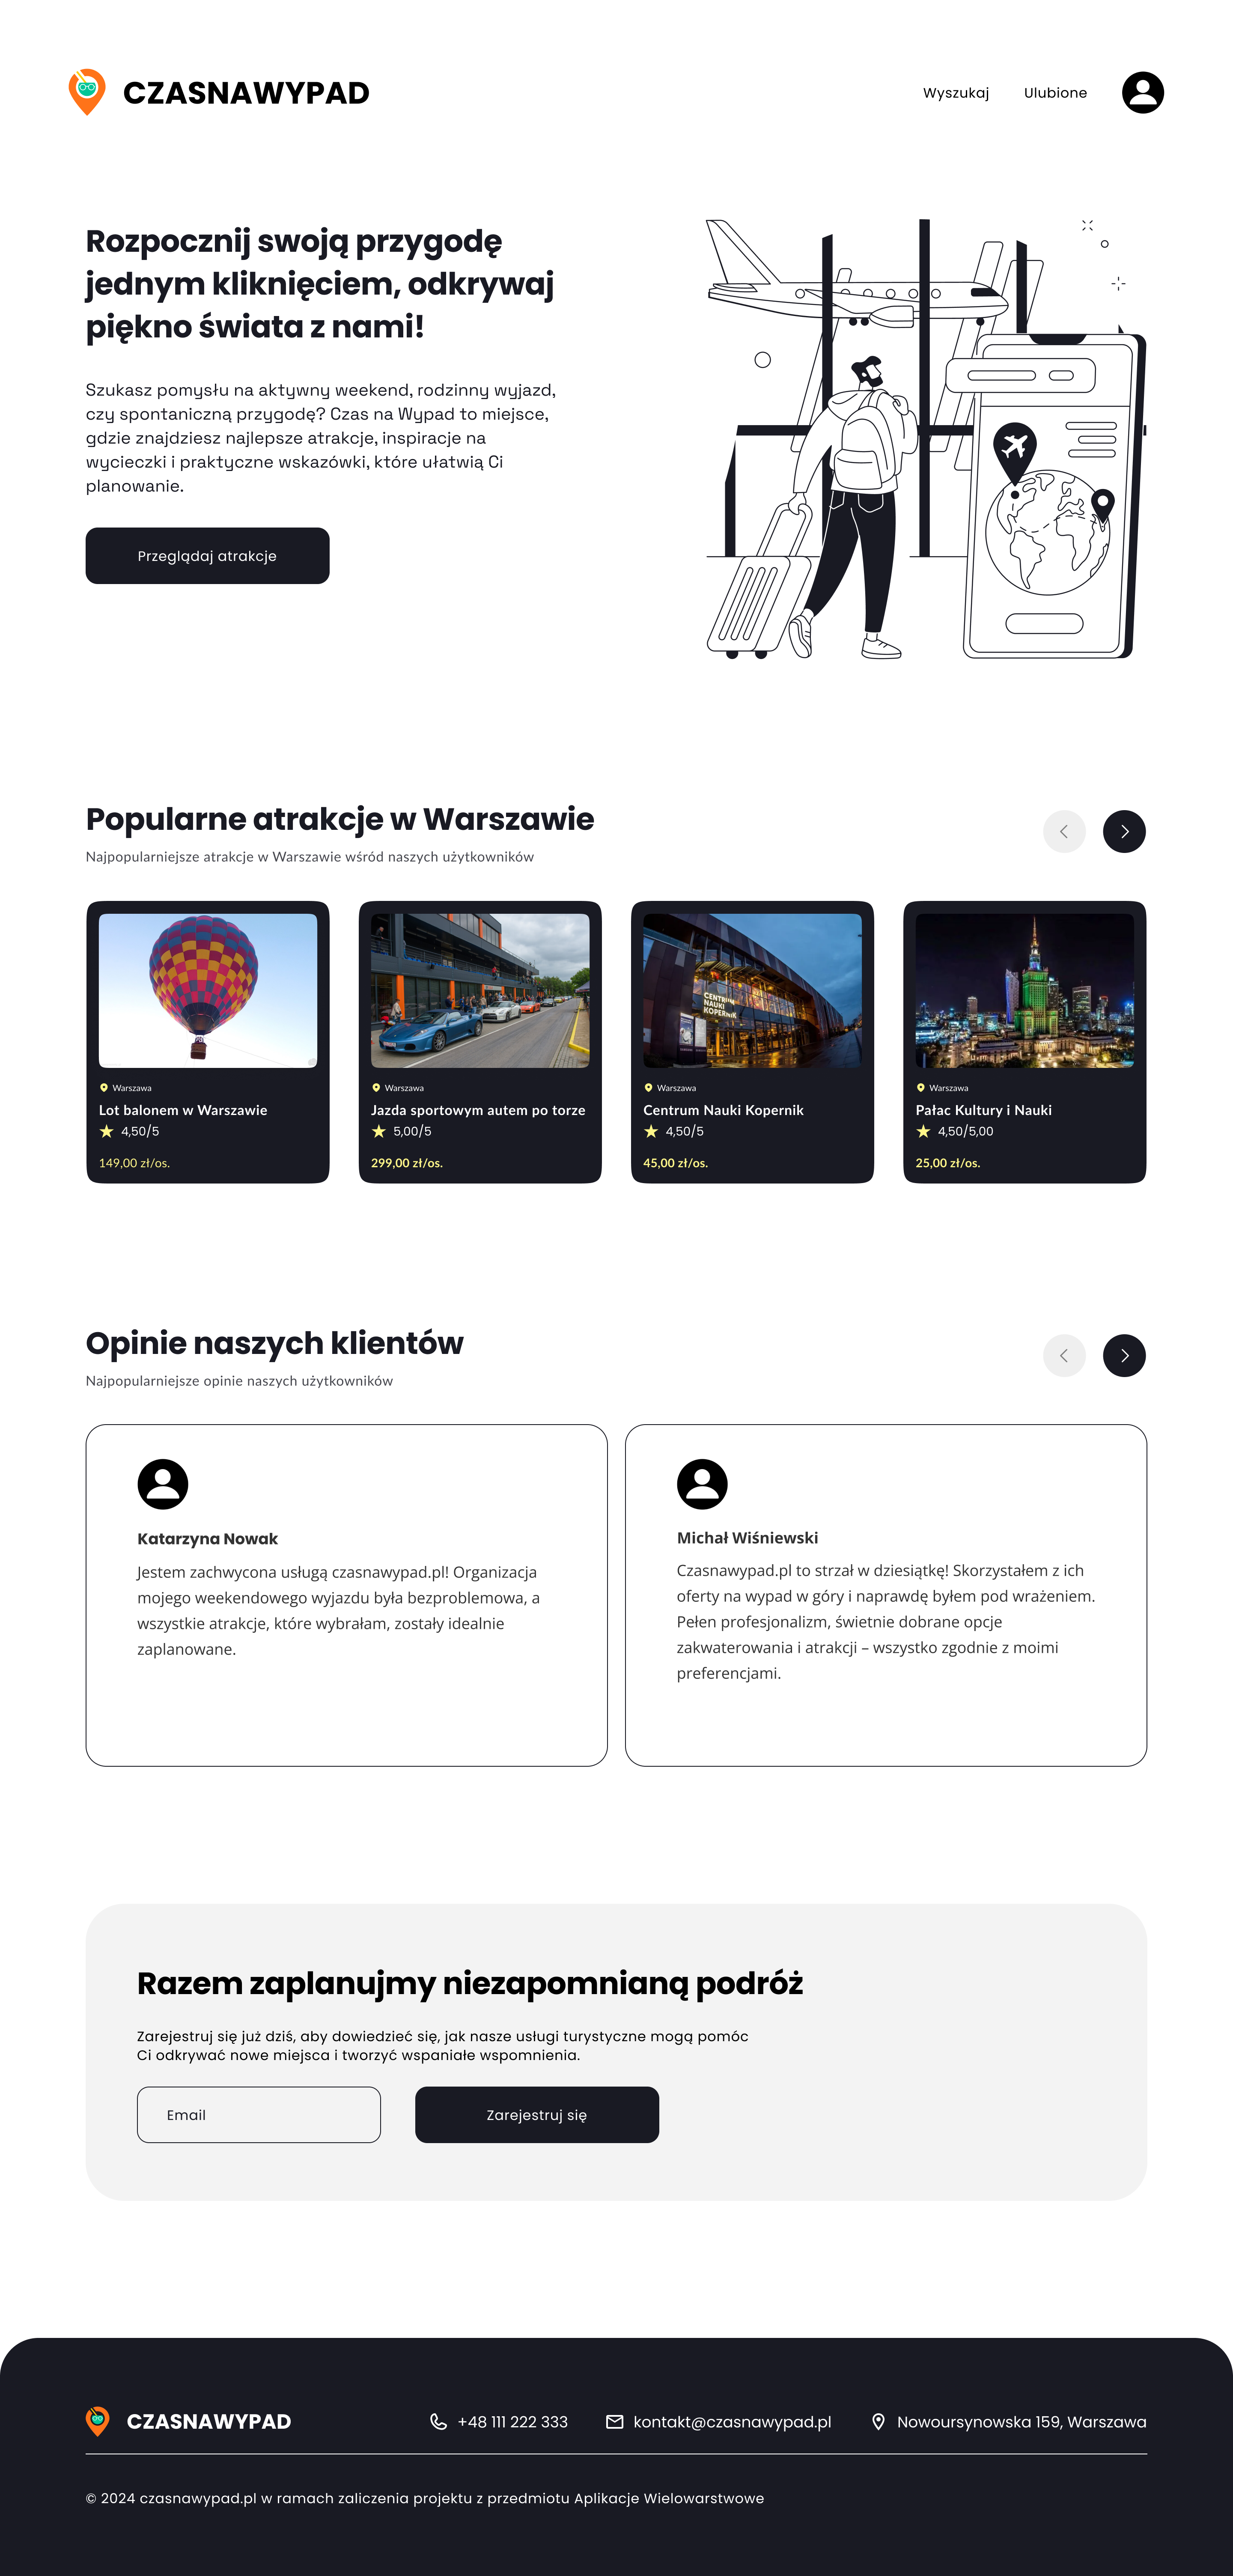 CZASNAWYPAD
Wyszukaj
Ulubione
Rozpocznij swoją przygodę
jednym kliknięciem, odkrywaj
piękno świata z nami!
Szukasz pomysłu na aktywny weekend, rodzinny wyjazd,
czy spontaniczną przygodę? Czas na Wypad to miejsce,
gdzie znajdziesz najlepsze atrakcje, inspiracje na
wycieczki i praktyczne wskazówki, które ułatwią Ci
planowanie.
Przeglądaj atrakcje
Popularne atrakcje w Warszawie
Najpopularniejsze atrakcje w Warszawie wśród naszych użytkowników
Warszawa
Lot balonem w Warszawie
4,50/5
149,00 zł/os.
Warszawa
Jazda sportowym autem po torze
5,00/5
299,00 zł/os.
CENTRUM
NAUKI
KOPERNIK
Warszawa
Centrum Nauki Kopernik
4,50/5
45,00 zł/os.
Warszawa
Pałac Kultury i Nauki
4,50/5,00
25,00 zł/os.
Opinie naszych klientów
Najpopularniejsze opinie naszych użytkowników
Katarzyna Nowak
Jestem zachwycona usługą czasnawypad.pl! Organizacja
mojego weekendowego wyjazdu była bezproblemowa, a
wszystkie atrakcje, które wybrałam, zostały idealnie
zaplanowane.
Michał Wiśniewski
Czasnawypad.pl to strzał w dziesiątkę! Skorzystałem z ich
oferty na wypad w góry i naprawdę byłem pod wrażeniem.
Pełen profesjonalizm, świetnie dobrane opcje
zakwaterowania i atrakcji – wszystko zgodnie z moimi
preferencjami.
Razem zaplanujmy niezapomnianą podróż
Zarejestruj się już dziś, aby dowiedzieć się, jak nasze usługi turystyczne mogą pomóc
Ci odkrywać nowe miejsca i tworzyć wspaniałe wspomnienia.
Email
Zarejestruj się
CZASNAWYPAD
+48 111 222 333
kontakt@czasnawypad.pl
Nowoursynowska 159, Warszawa
© 2024 czasnawypad.pl w ramach zaliczenia projektu z przedmiotu Aplikacje Wielowarstwowe